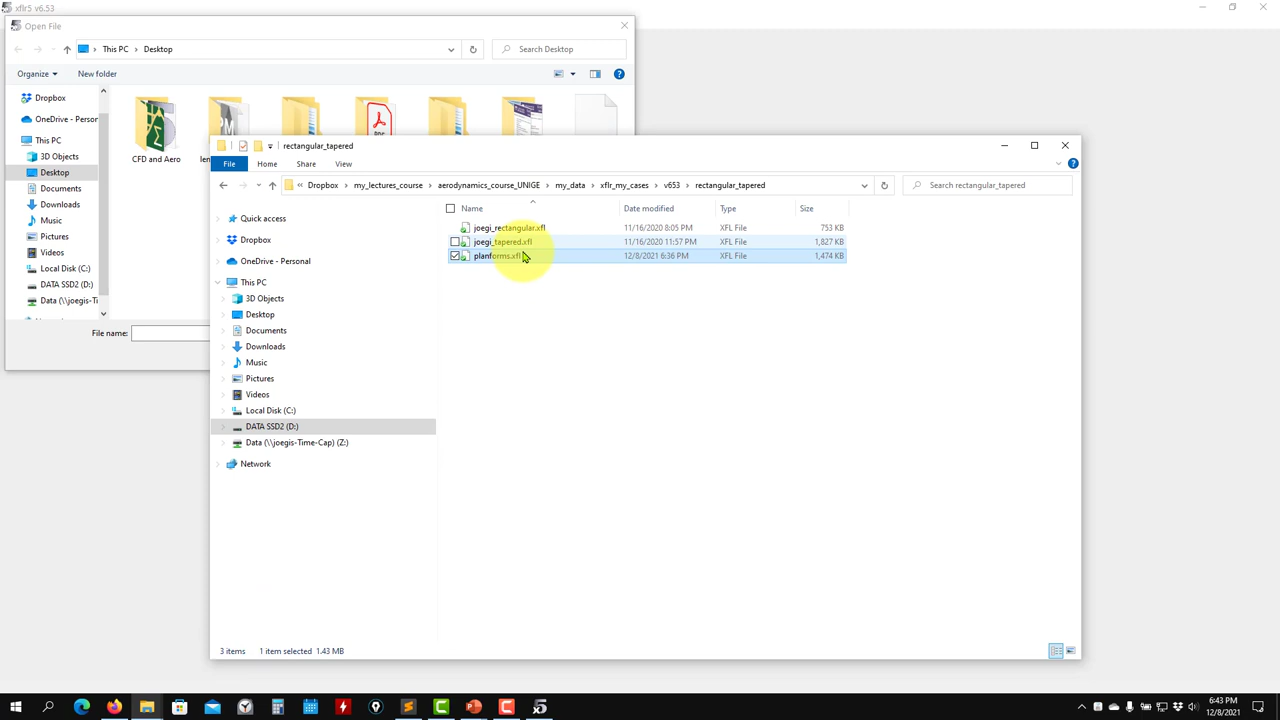 xflr5 v6.53
Open File
This PC
Desktop
Search Desktop
Organize
New folder
Dropbox
OneDrive - Person
This PC
3D Objects
Desktop
Documents
Downloads
Music
Pictures
Videos
Local Disk (C:)
DATA SSD2 (D:)
Data (\\joegis-Ti
CFD and Aero
PDF
File name:
rectangular_tapered
File
Home
Share
View
« Dropbox
my_lectures_course
aerodynamics_course_UNIGE
my_data
xflr_my_cases
v653
rectangular_tapered
Search rectangular_tapered
Quick access
Dropbox
OneDrive - Personal
This PC
3D Objects
Desktop
Documents
Downloads
Music
Pictures
Videos
Local Disk (C:)
DATA SSD2 (D:)
Data (\\joegis-Time-Cap) (Z:)
Network
Name
Date modified
Type
Size
joegi_rectangular.xfl
11/16/2020 8:05 PM
XFL File
753 KB
joegi_tapered.xfl
11/16/2020 11:57 PM
XFL File
1,827 KB
planforms.xfl
12/8/2021 6:36 PM
XFL File
1,474 KB
3 items
1 item selected 1.43 MB
6:43 PM
12/8/2021